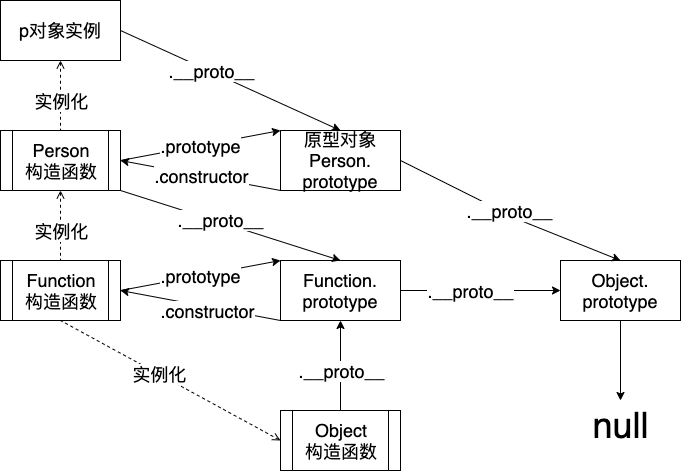 p对象实例
.__proto__
实例化
Person
构造函数
.prototype
.constructor
原型对象
Person.
prototype
.__proto__
.__proto__
实例化
Function
构造函数
.prototype
.constructor
Function.
prototype
.__proto__
Object.
prototype
实例化
.__proto__
null
Object
构造函数